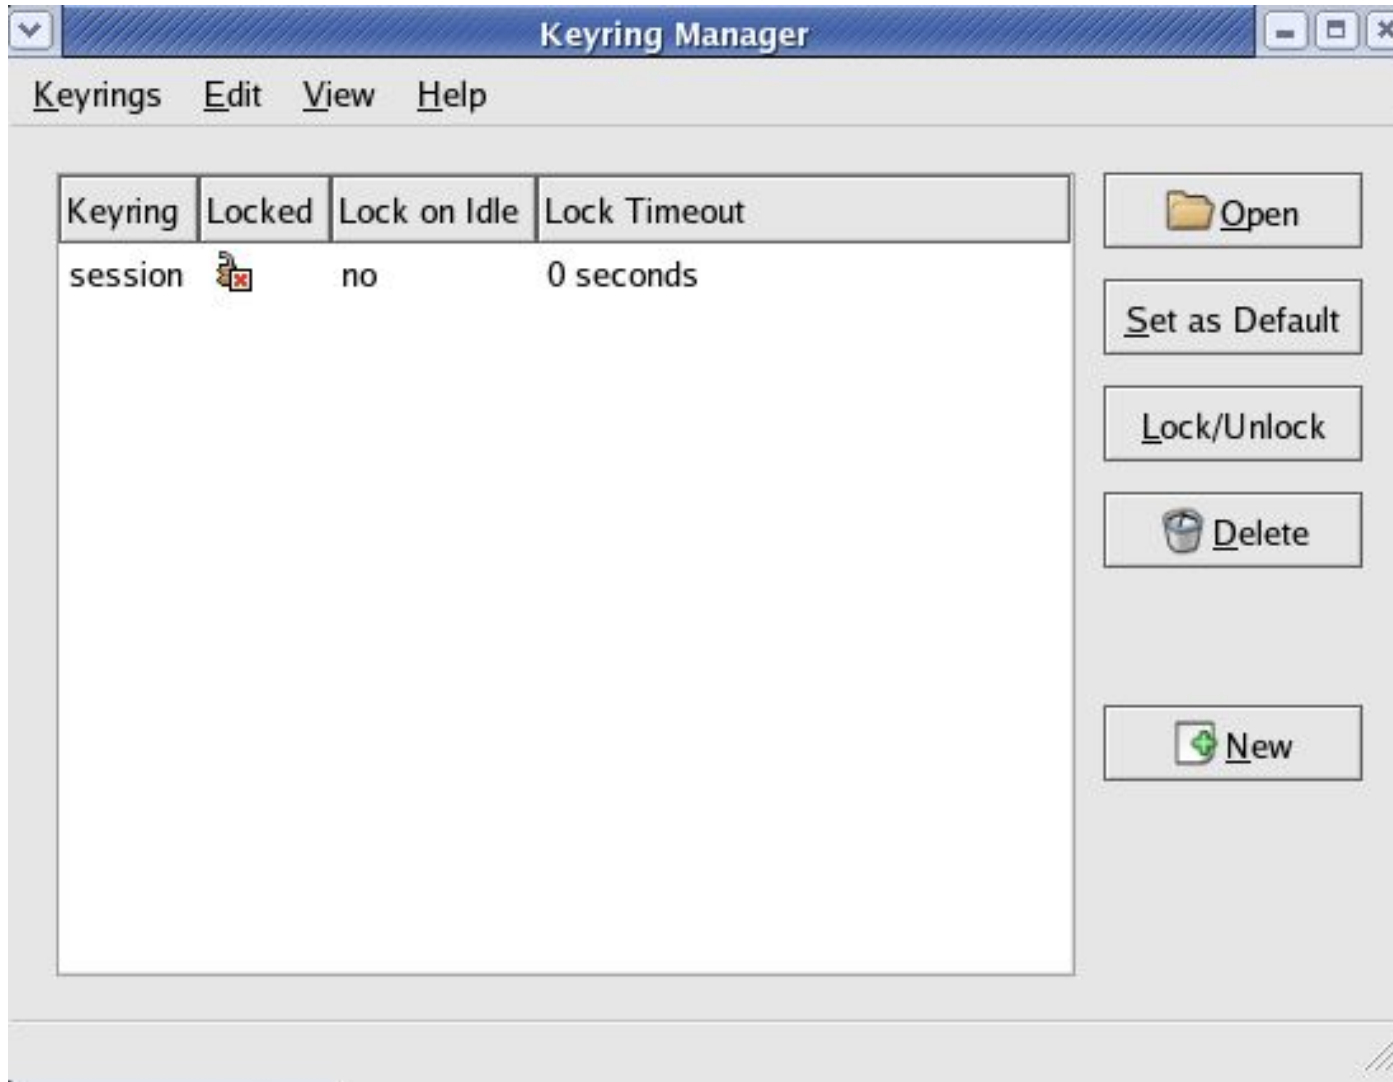 Keyring Manager
Keyrings Edit View Help
Keyring Locked Lock on Idle Lock Timeout
session no 0 seconds
Open
Set as Default
Lock/Unlock
Delete
New